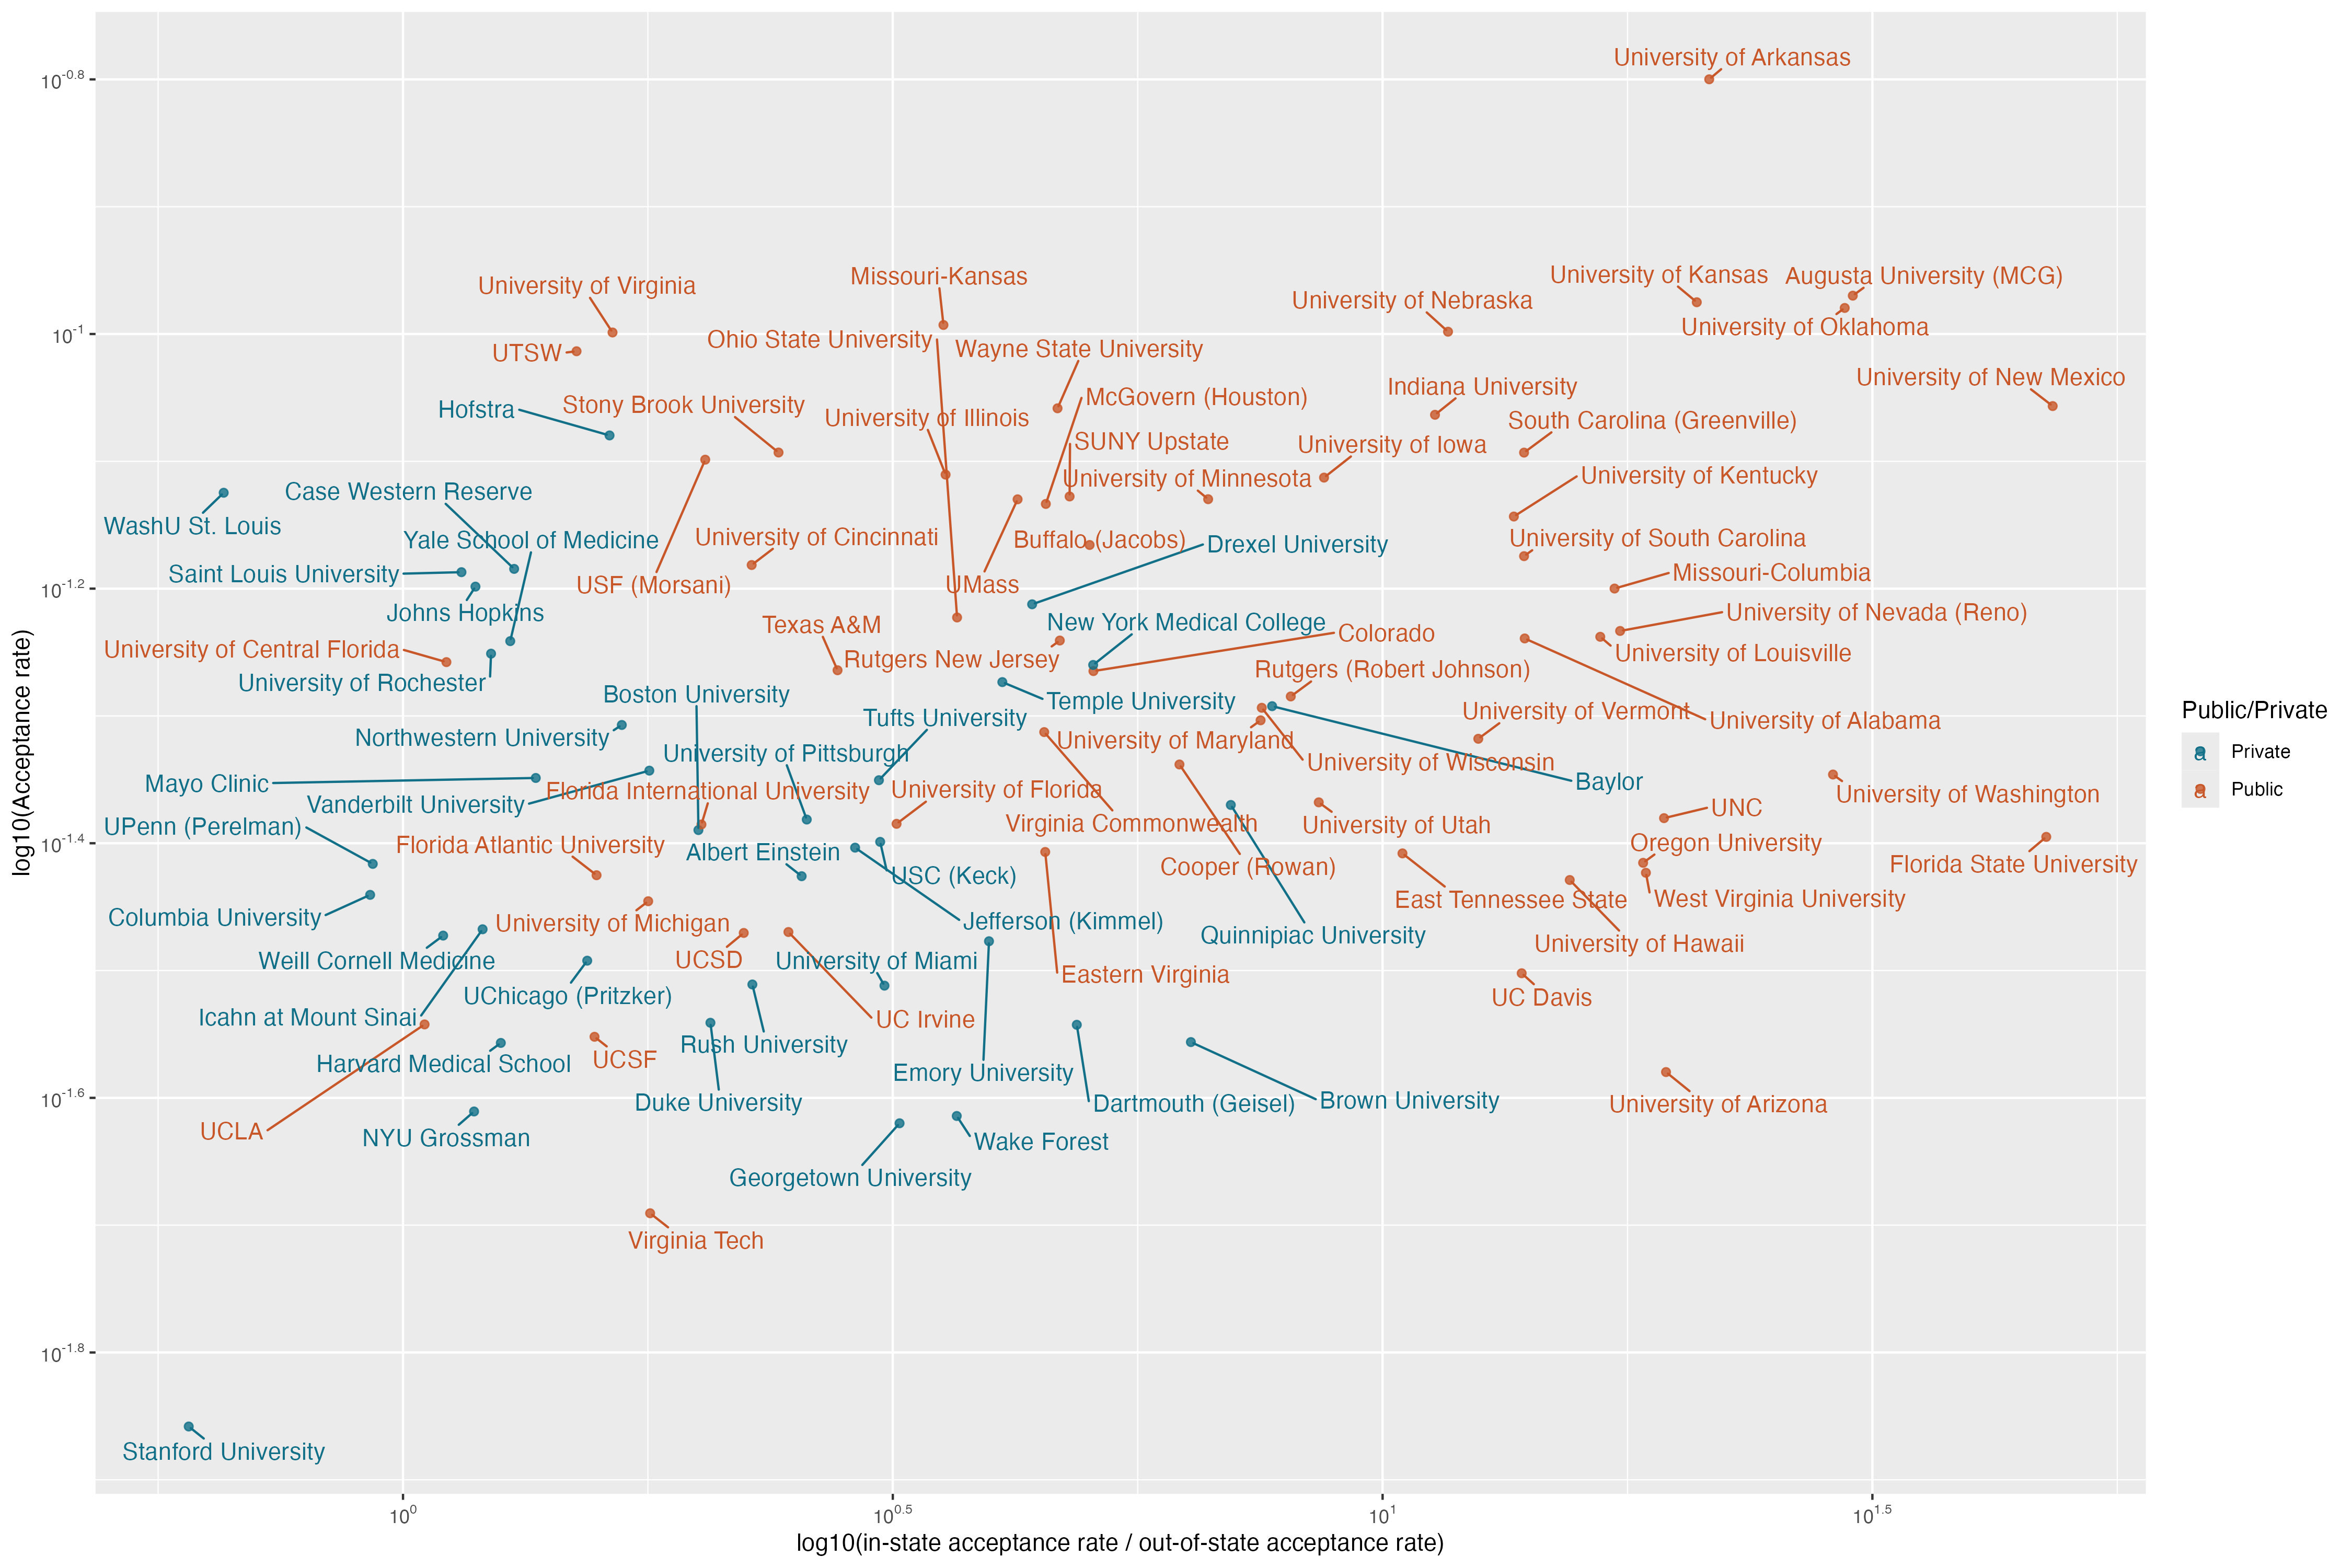 University of Arkansas
10^-0.8
University of Kansas
Augusta University (MCG)
Missouri-Kansas
University of Virginia
University of Nebraska
University of Oklahoma
10^-1
Ohio State University
Wayne State University
UTSW
University of New Mexico
Indiana University
McGovern (Houston)
Stony Brook University
Hofstra
University of Illinois
South Carolina (Greenville)
SUNY Upstate
University of Iowa
University of Kentucky
University of Minnesota
Case Western Reserve
WashU St. Louis
University of Cincinnati
University of South Carolina
Yale School of Medicine
Buffalo (Jacobs)
Drexel University
Saint Louis University
Missouri-Columbia
USF (Morsani)
UMass
10^-1.2
Johns Hopkins
University of Nevada (Reno)
New York Medical College
Texas A&M
Colorado
University of Central Florida
University of Louisville
Rutgers New Jersey
Rutgers (Robert Johnson)
University of Rochester
Boston University
Temple University
Public/Private
University of Vermont
Tufts University
University of Alabama
Northwestern University
University of Maryland
Private
University of Pittsburgh
University of Wisconsin
Baylor
Mayo Clinic
Florida International University
University of Florida
Public
University of Washington
Vanderbilt University
UNC
Virginia Commonwealth
University of Utah
UPenn (Perelman)
log10(Acceptance rate)
10^-1.4
Oregon University
Florida Atlantic University
Albert Einstein
Florida State University
Cooper (Rowan)
USC (Keck)
East Tennessee State
West Virginia University
Columbia University
Jefferson (Kimmel)
University of Michigan
Quinnipiac University
University of Hawaii
UCSD
University of Miami
Weill Cornell Medicine
Eastern Virginia
UChicago (Pritzker)
UC Davis
Icahn at Mount Sinai
UC Irvine
Rush University
UCSF
Harvard Medical School
Emory University
10^-1.6
Brown University
Duke University
Dartmouth (Geisel)
University of Arizona
UCLA
NYU Grossman
Wake Forest
Georgetown University
Virginia Tech
10^-1.8
Stanford University
10^0
10^0.5
10^1
10^1.5
log10(in-state acceptance rate / out-of-state acceptance rate)